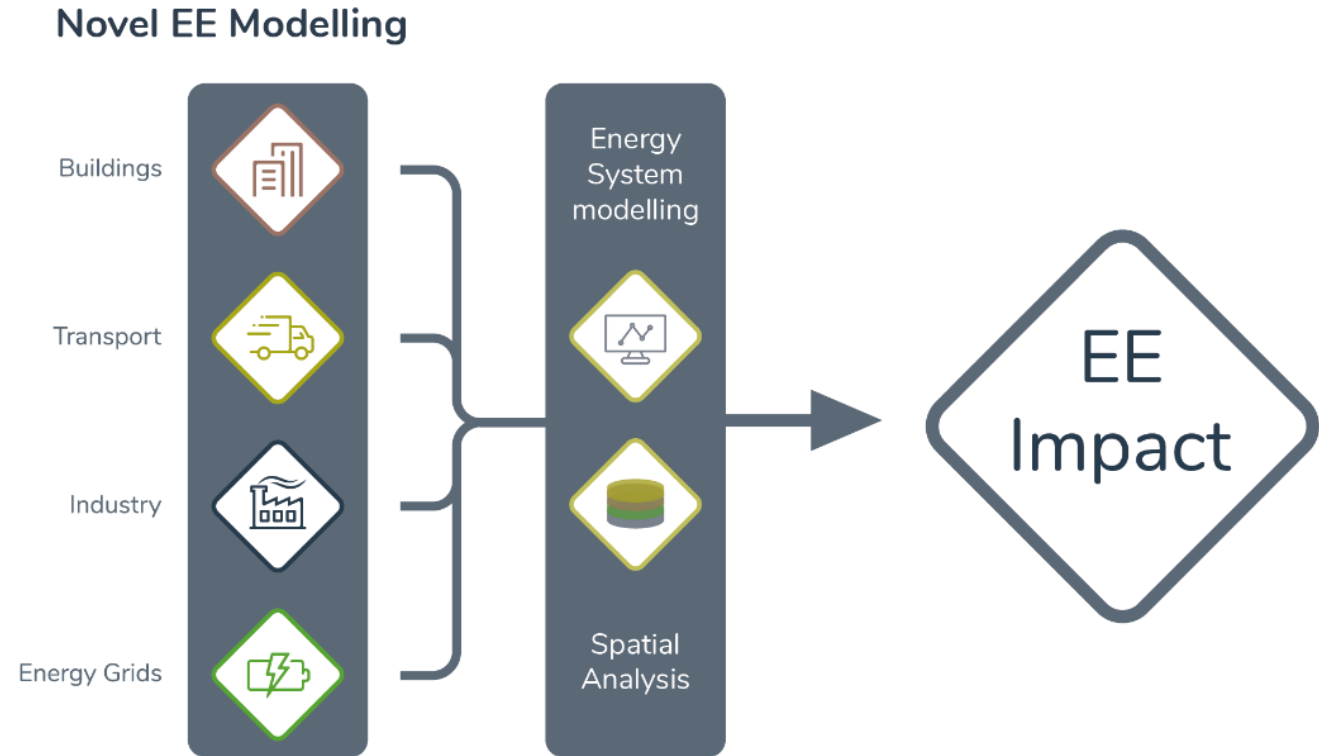 Novel EE Modelling
Buildings
Transport
Industry
Energy Grids
Energy
System
modelling
Spatial
Analysis
EE
Impact